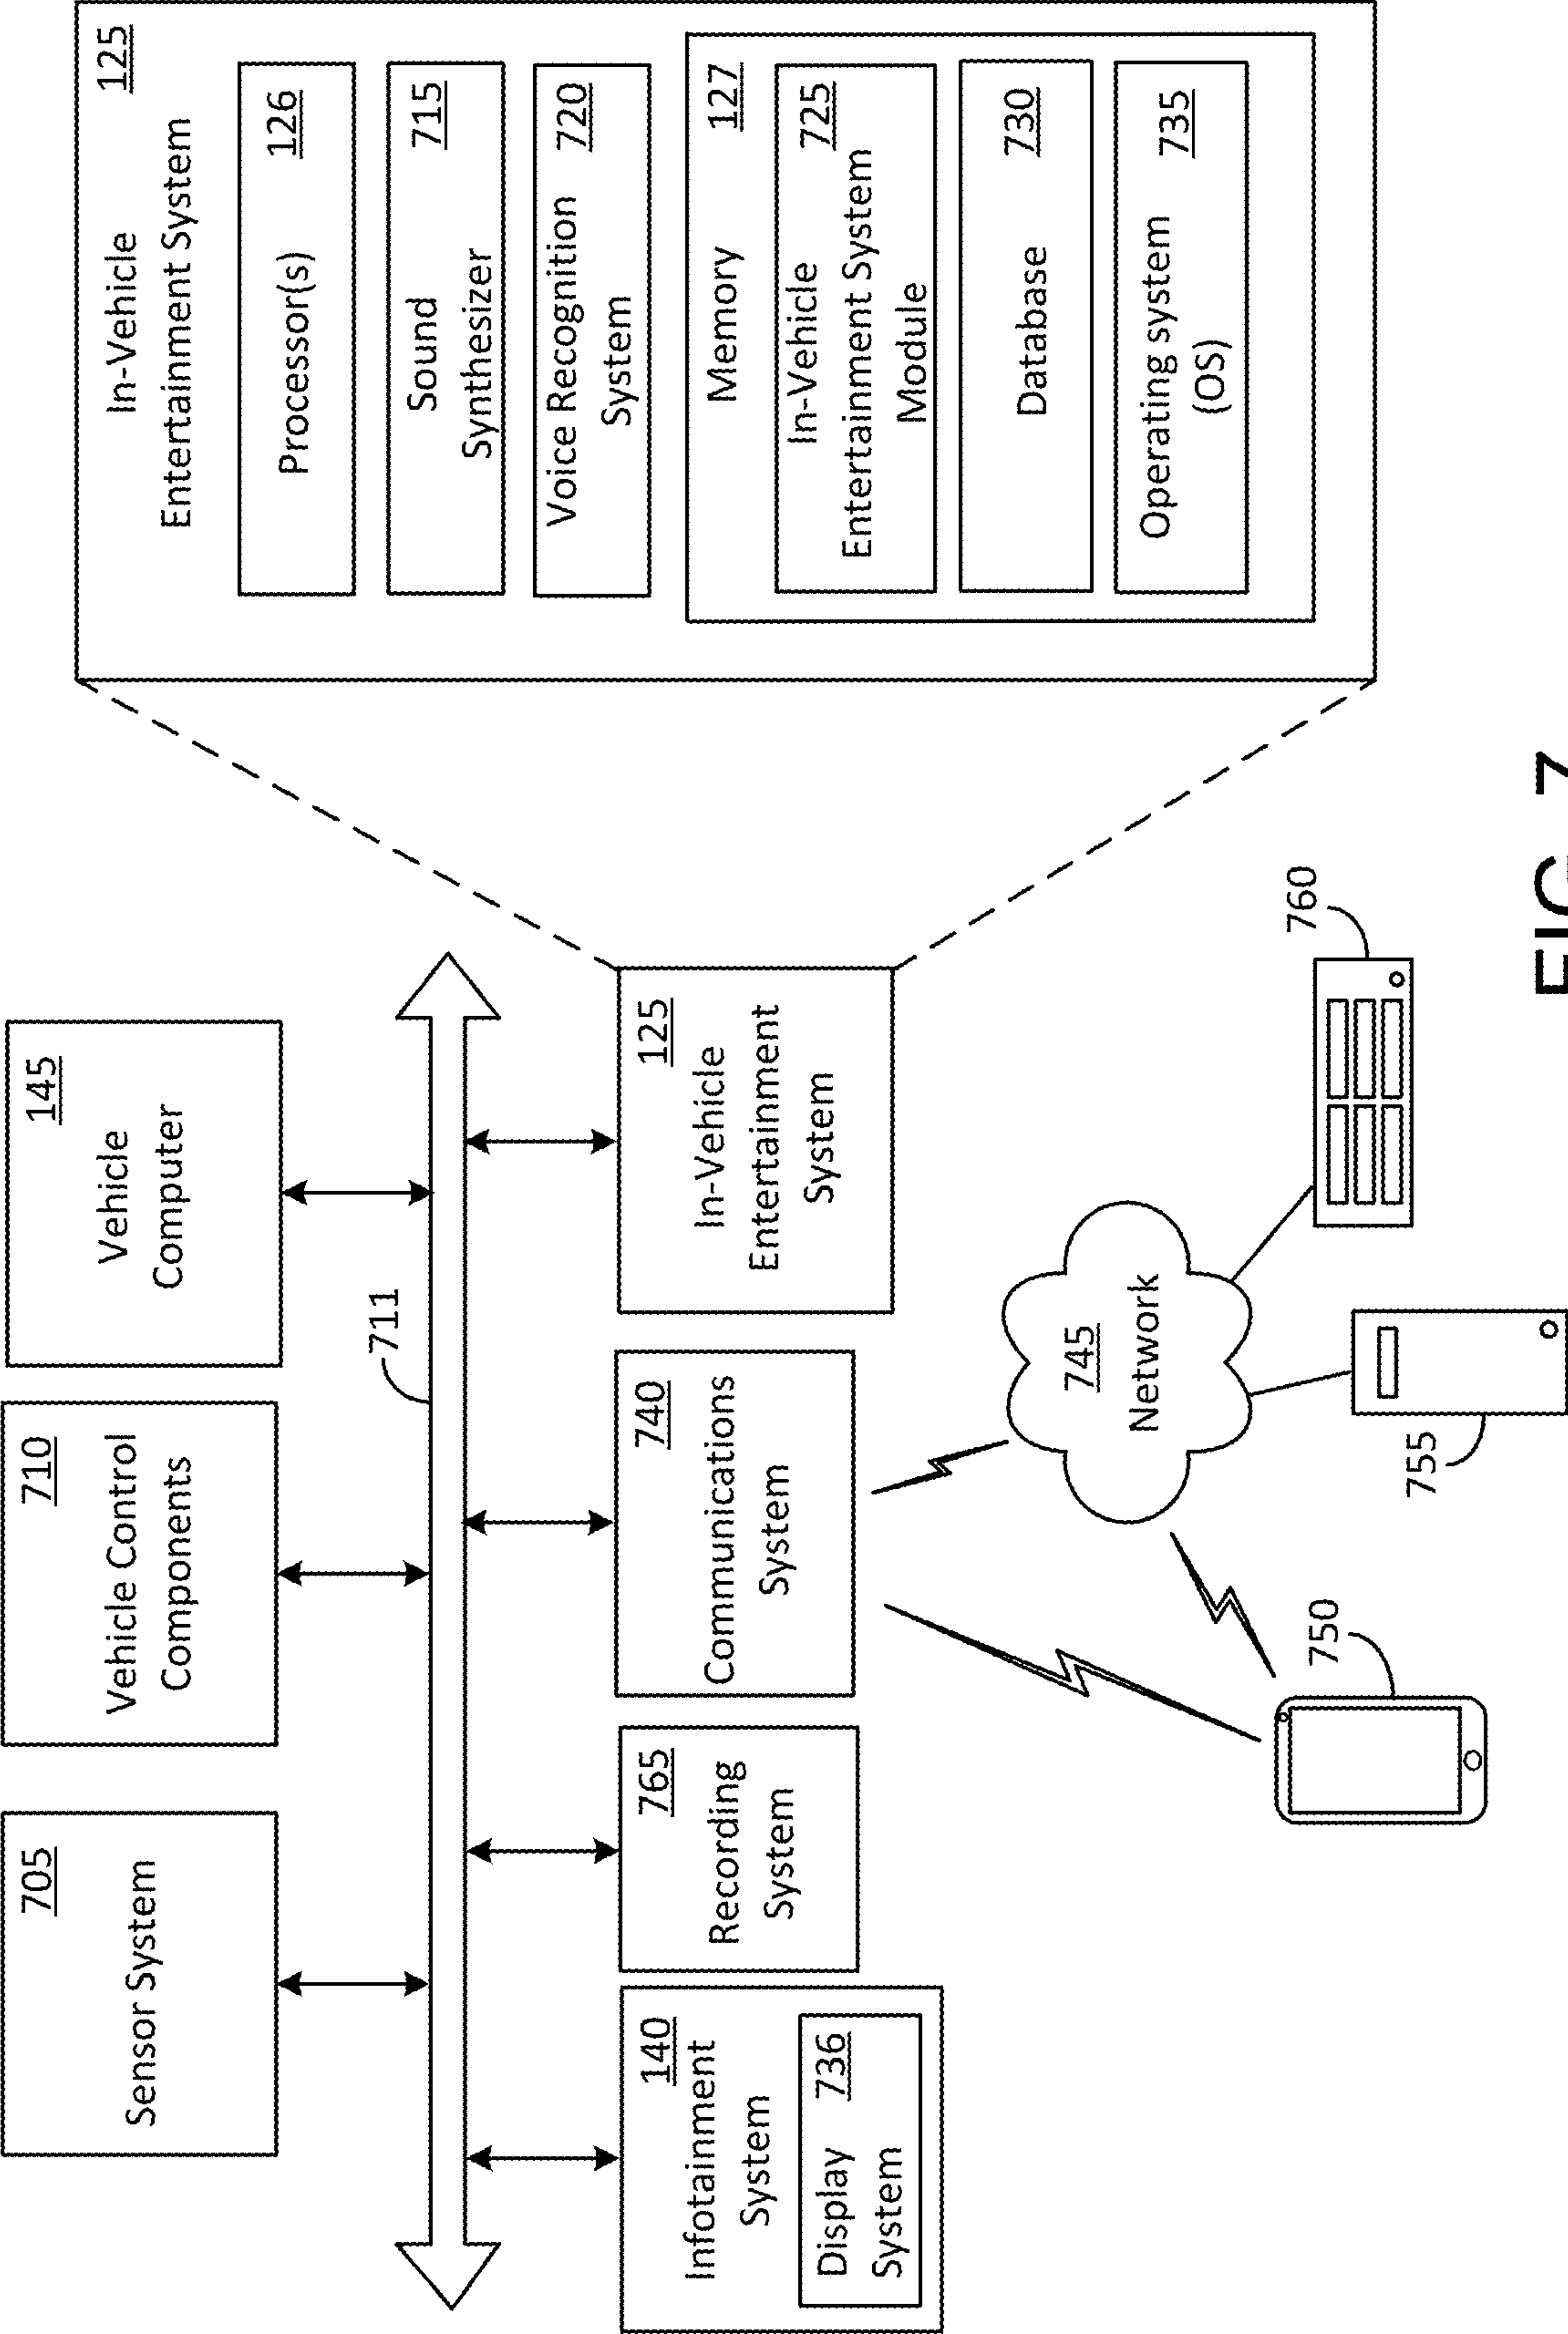 705
Sensor System
710
Vehicle Control
Components
145
Vehicle
Computer
711
140
Infotainment
System
736
Display
System
765
Recording
System
740
Communications
System
125
In-Vehicle
Entertainment
System
745
Network
750
755
760
In-Vehicle 125
Entertainment System
Processor(s) 126
Sound 715
Synthesizer
Voice Recognition 720
System
Memory 127
In-Vehicle 725
Entertainment System
Module
Database 730
Operating system 735
(OS)
FIG 7